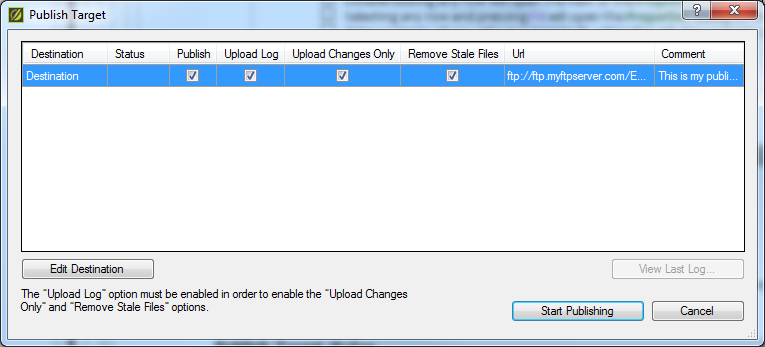 Publish Target
Destination Status Publish Upload Log Upload Changes Only Remove Stale Files Url Comment
Destination ftp://ftp.myftpserver.com/E... This is my publi...
Edit Destination View Last Log...
The "Upload Log" option must be enabled in order to enable the "Upload Changes
Only" and "Remove Stale Files" options.
Start Publishing Cancel